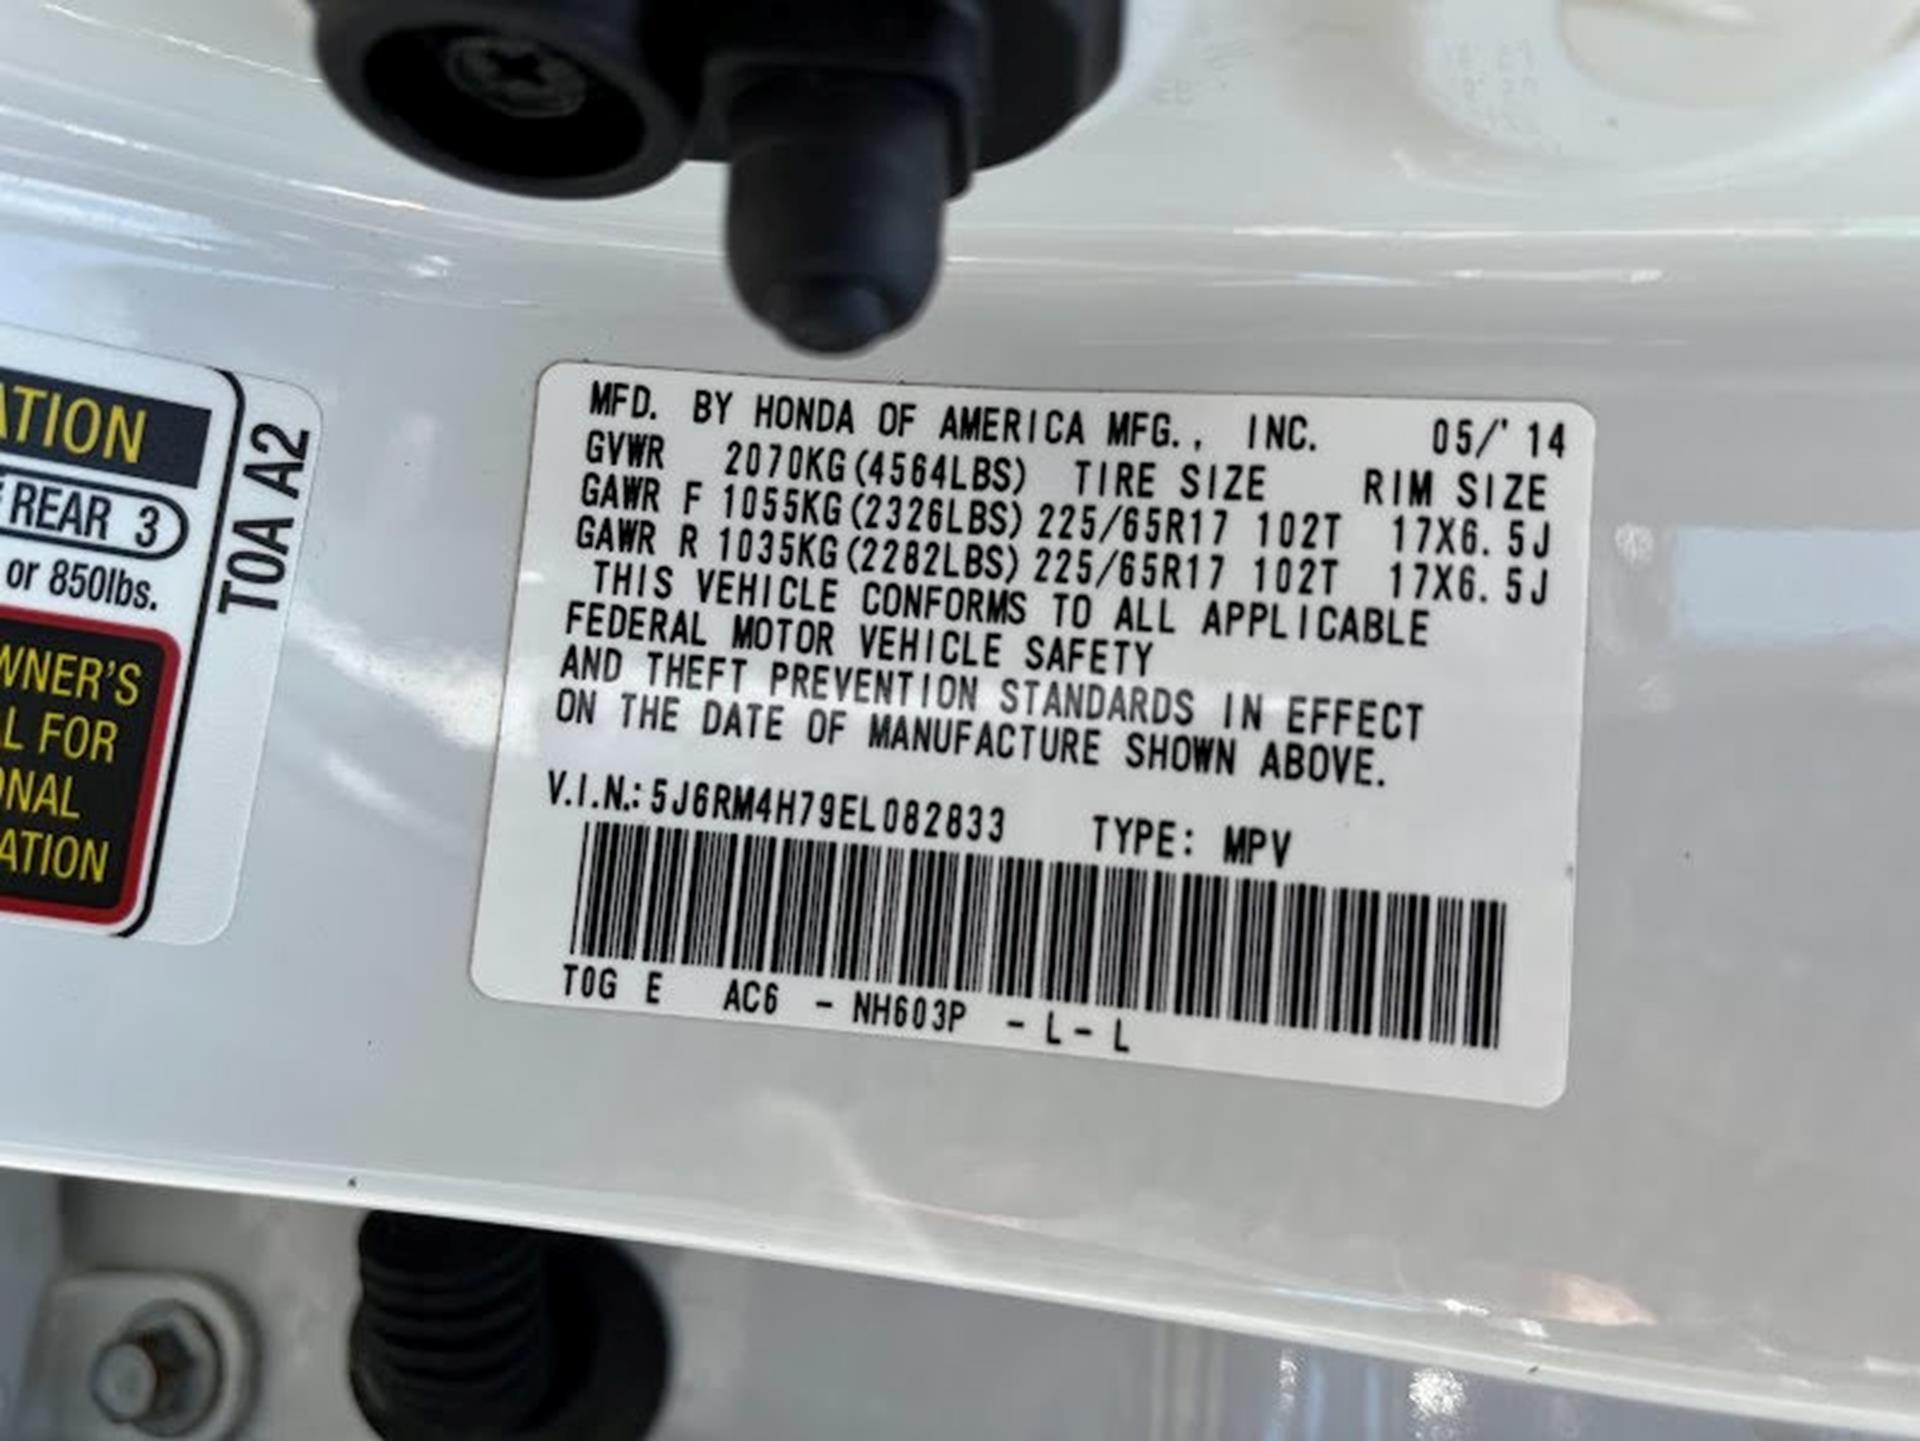 ATION
REAR 3
or 850lbs.
WNER'S
L FOR
ONAL
ATION
T0A A2
MFD. BY HONDA OF AMERICA MFG., INC. 05/'14
GVWR 2070KG(4564LBS) TIRE SIZE RIM SIZE
GAWR F 1055KG(2326LBS) 225/65R17 102T 17X6.5J
GAWR R 1035KG(2282LBS) 225/65R17 102T 17X6.5J
THIS VEHICLE CONFORMS TO ALL APPLICABLE
FEDERAL MOTOR VEHICLE SAFETY
AND THEFT PREVENTION STANDARDS IN EFFECT
ON THE DATE OF MANUFACTURE SHOWN ABOVE.
V.I.N.: 5J6RM4H79EL082833 TYPE: MPV
T0G E AC6 - NH603P - L - L